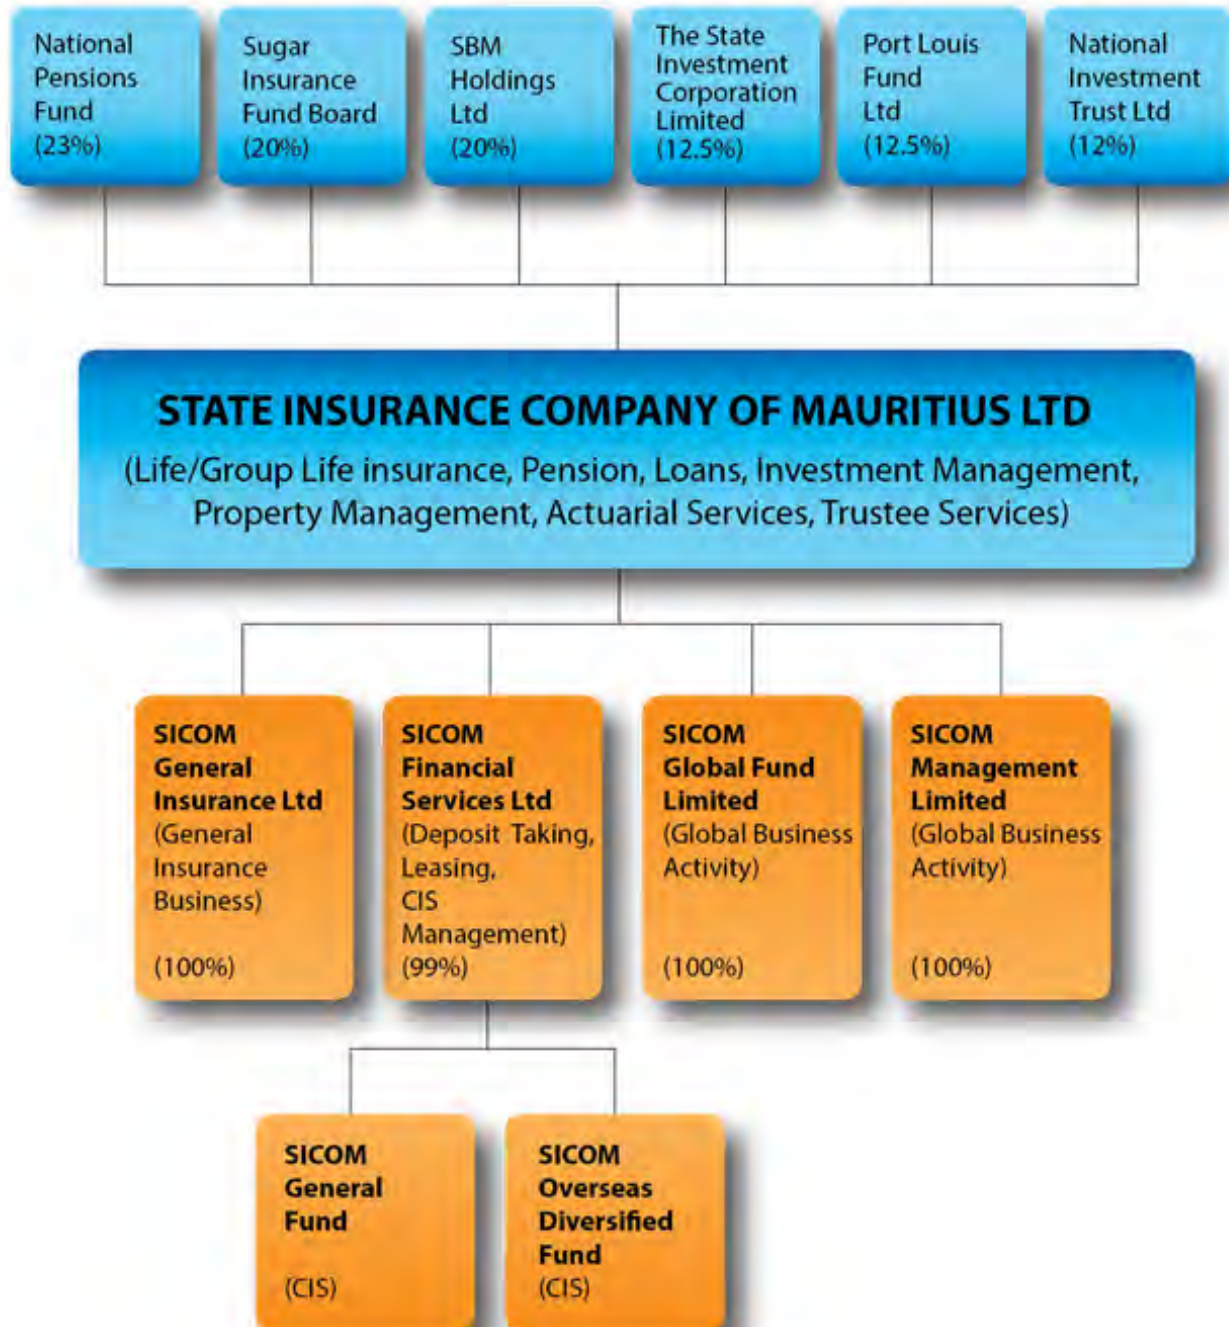 National
Pensions
Fund
(23%)
Sugar
Insurance
Fund Board
(20%)
SBM
Holdings
Ltd
(20%)
The State
Investment
Corporation
Limited
(12.5%)
Port Louis
Fund
Ltd
(12.5%)
National
Investment
Trust Ltd
(12%)
STATE INSURANCE COMPANY OF MAURITIUS LTD
(Life/Group Life insurance, Pension, Loans, Investment Management,
Property Management, Actuarial Services, Trustee Services)
SICOM
General
Insurance Ltd
(General
Insurance
Business)
(100%)
SICOM
Financial
Services Ltd
(Deposit Taking,
Leasing,
CIS
Management)
(99%)
SICOM
Global Fund
Limited
(Global Business
Activity)
(100%)
SICOM
Management
Limited
(Global Business
Activity)
(100%)
SICOM
General
Fund
(CIS)
SICOM
Overseas
Diversified
Fund
(CIS)